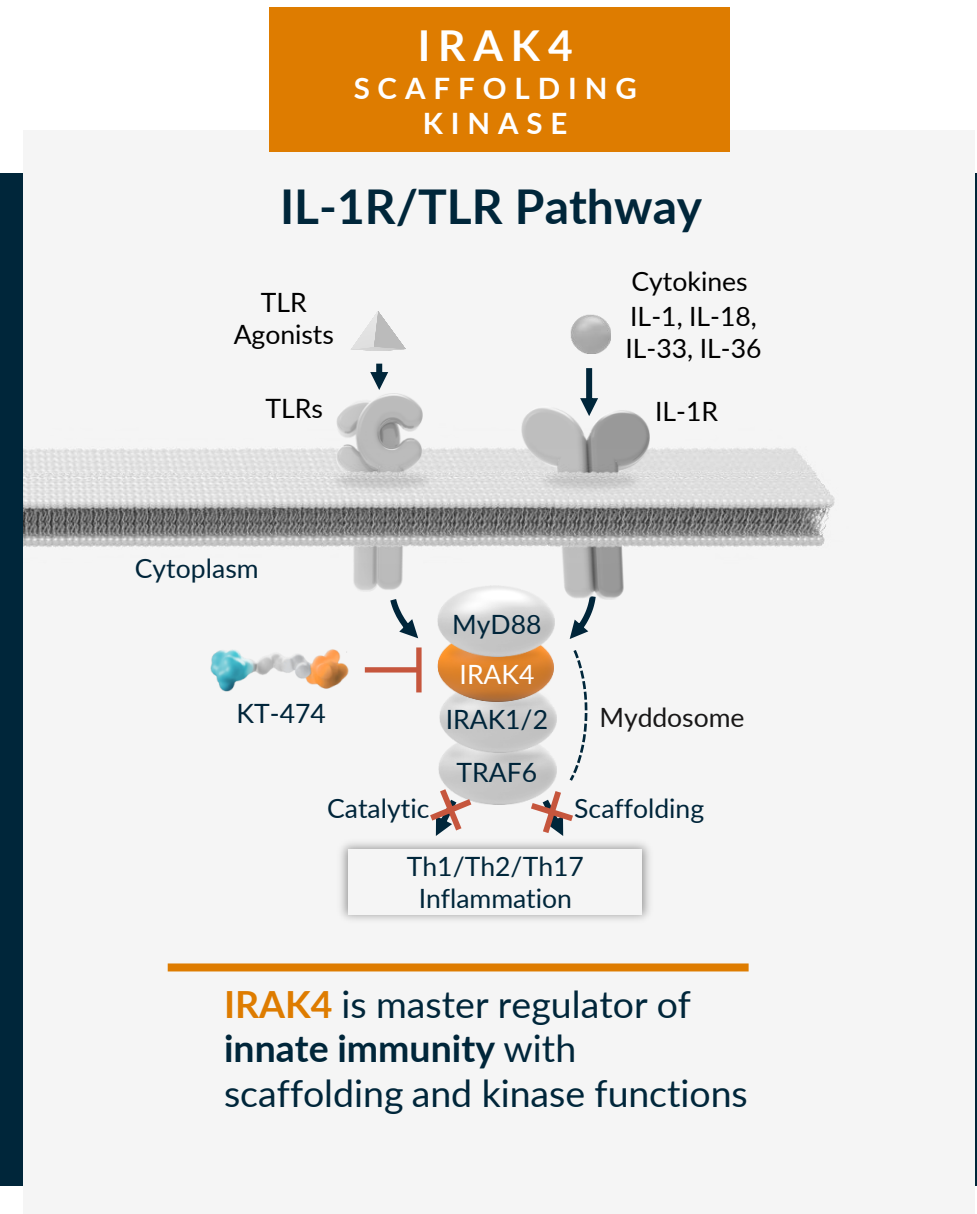 IRAK4
SCAFFOLDING
KINASE
IL-1R/TLR Pathway
TLR
Agonists
Cytokines
IL-1, IL-18,
IL-33, IL-36
TLRs
IL-1R
Cytoplasm
MyD88
IRAK4
KT-474
IRAK1/2
Myddosome
TRAF6
Catalytic
Scaffolding
Th1/Th2/Th17
Inflammation
IRAK4 is master regulator of
innate immunity with
scaffolding and kinase functions